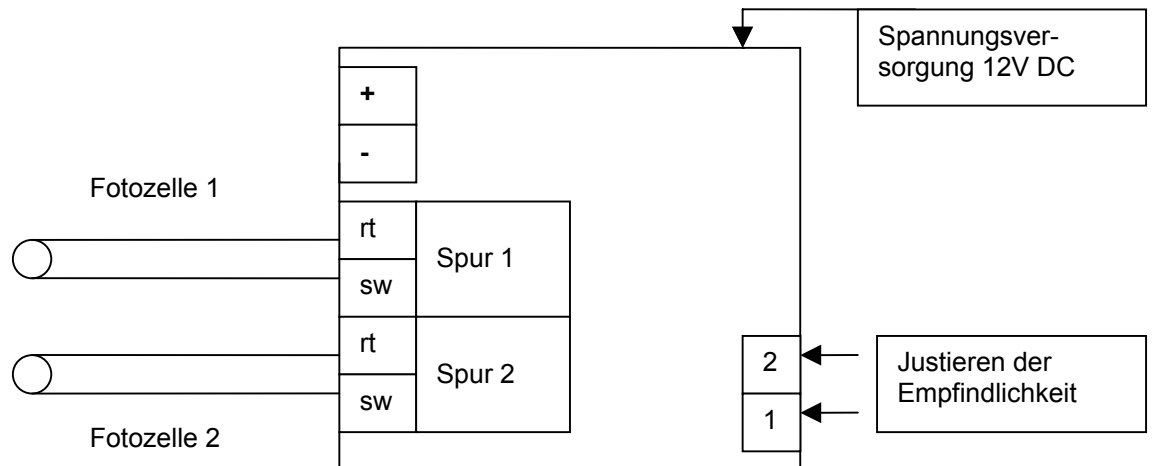 Spannungsver-
sorgung 12V DC
+
-
Fotozelle 1
rt
Spur 1
sw
rt
Spur 2
sw
Fotozelle 2
2
1
Justieren der
Empfindlichkeit